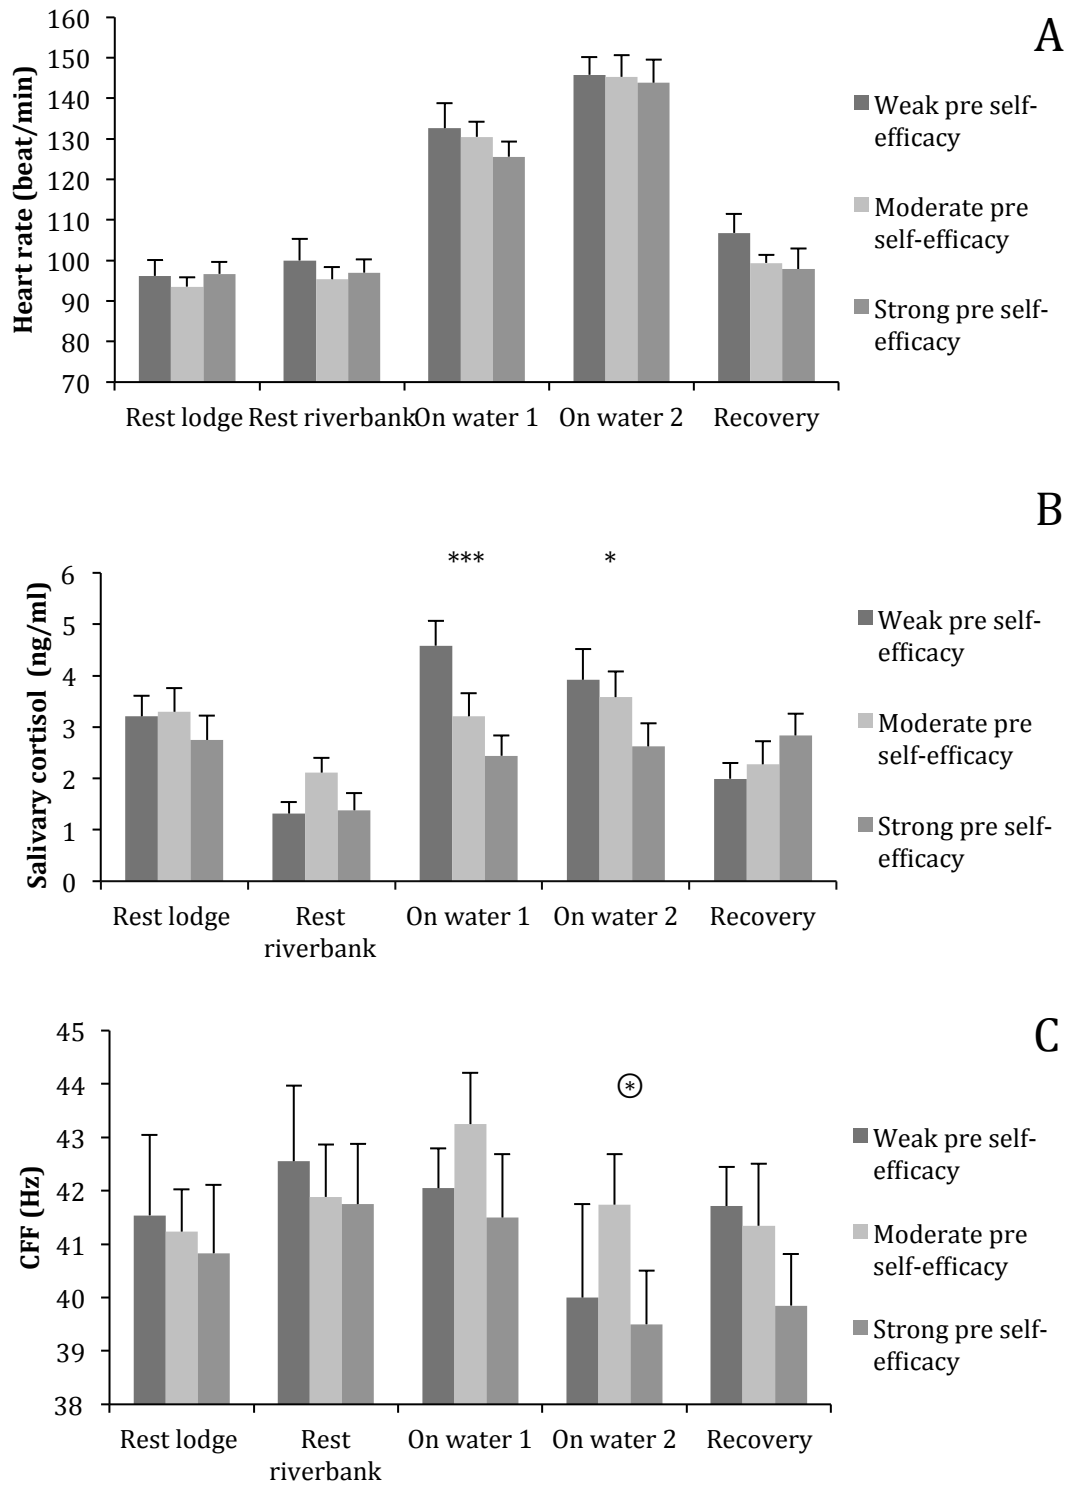 A
Heart rate (beat/min)
160
150
140
130
120
110
100
90
80
70
Rest lodge Rest riverbank On water 1 On water 2 Recovery
Weak pre self-
efficacy
Moderate pre
self-efficacy
Strong pre self-
efficacy
B
*** *
Salivary cortisol (ng/ml)
6
5
4
3
2
1
0
Rest lodge Rest On water 1 On water 2 Recovery
riverbank
Weak pre self-
efficacy
Moderate pre
self-efficacy
Strong pre self-
efficacy
C
*
CFF (Hz)
45
44
43
42
41
40
39
38
Rest lodge Rest On water 1 On water 2 Recovery
riverbank
Weak pre self-
efficacy
Moderate pre
self-efficacy
Strong pre self-
efficacy